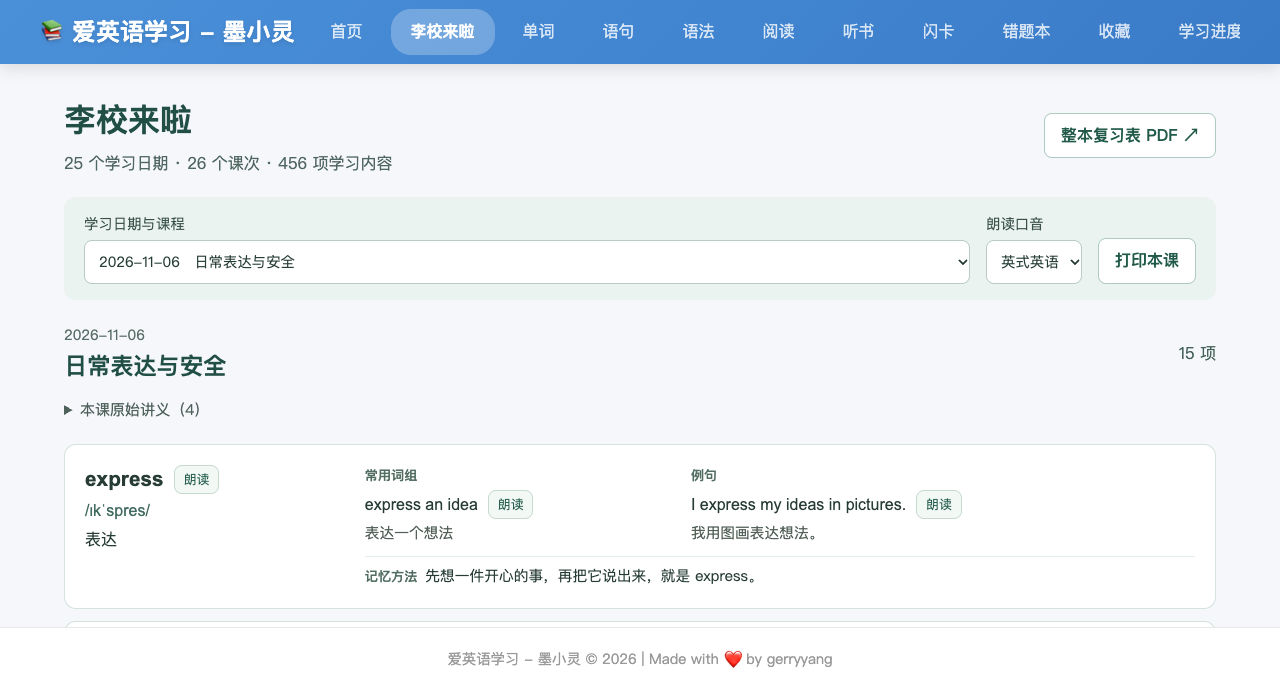 📚 爱英语学习 - 墨小灵 首页 李校来啦 单词 语句 语法 阅读 听书 闪卡 错题本 收藏 学习进度
李校来啦
25 个学习日期 · 26 个课次 · 456 项学习内容
整本复习表 PDF ↗
学习日期与课程
朗读口音
2026-11-06 日常表达与安全
英式英语
打印本课
2026-11-06
日常表达与安全
15 项
▶ 本课原始讲义（4）
express 朗读
/ɪkˈspres/
表达
常用词组
express an idea 朗读
表达一个想法
例句
I express my ideas in pictures. 朗读
我用图画表达想法。
记忆方法 先想一件开心的事，再把它说出来，就是 express。
爱英语学习 - 墨小灵 © 2026 | Made with ❤️ by gerryyang